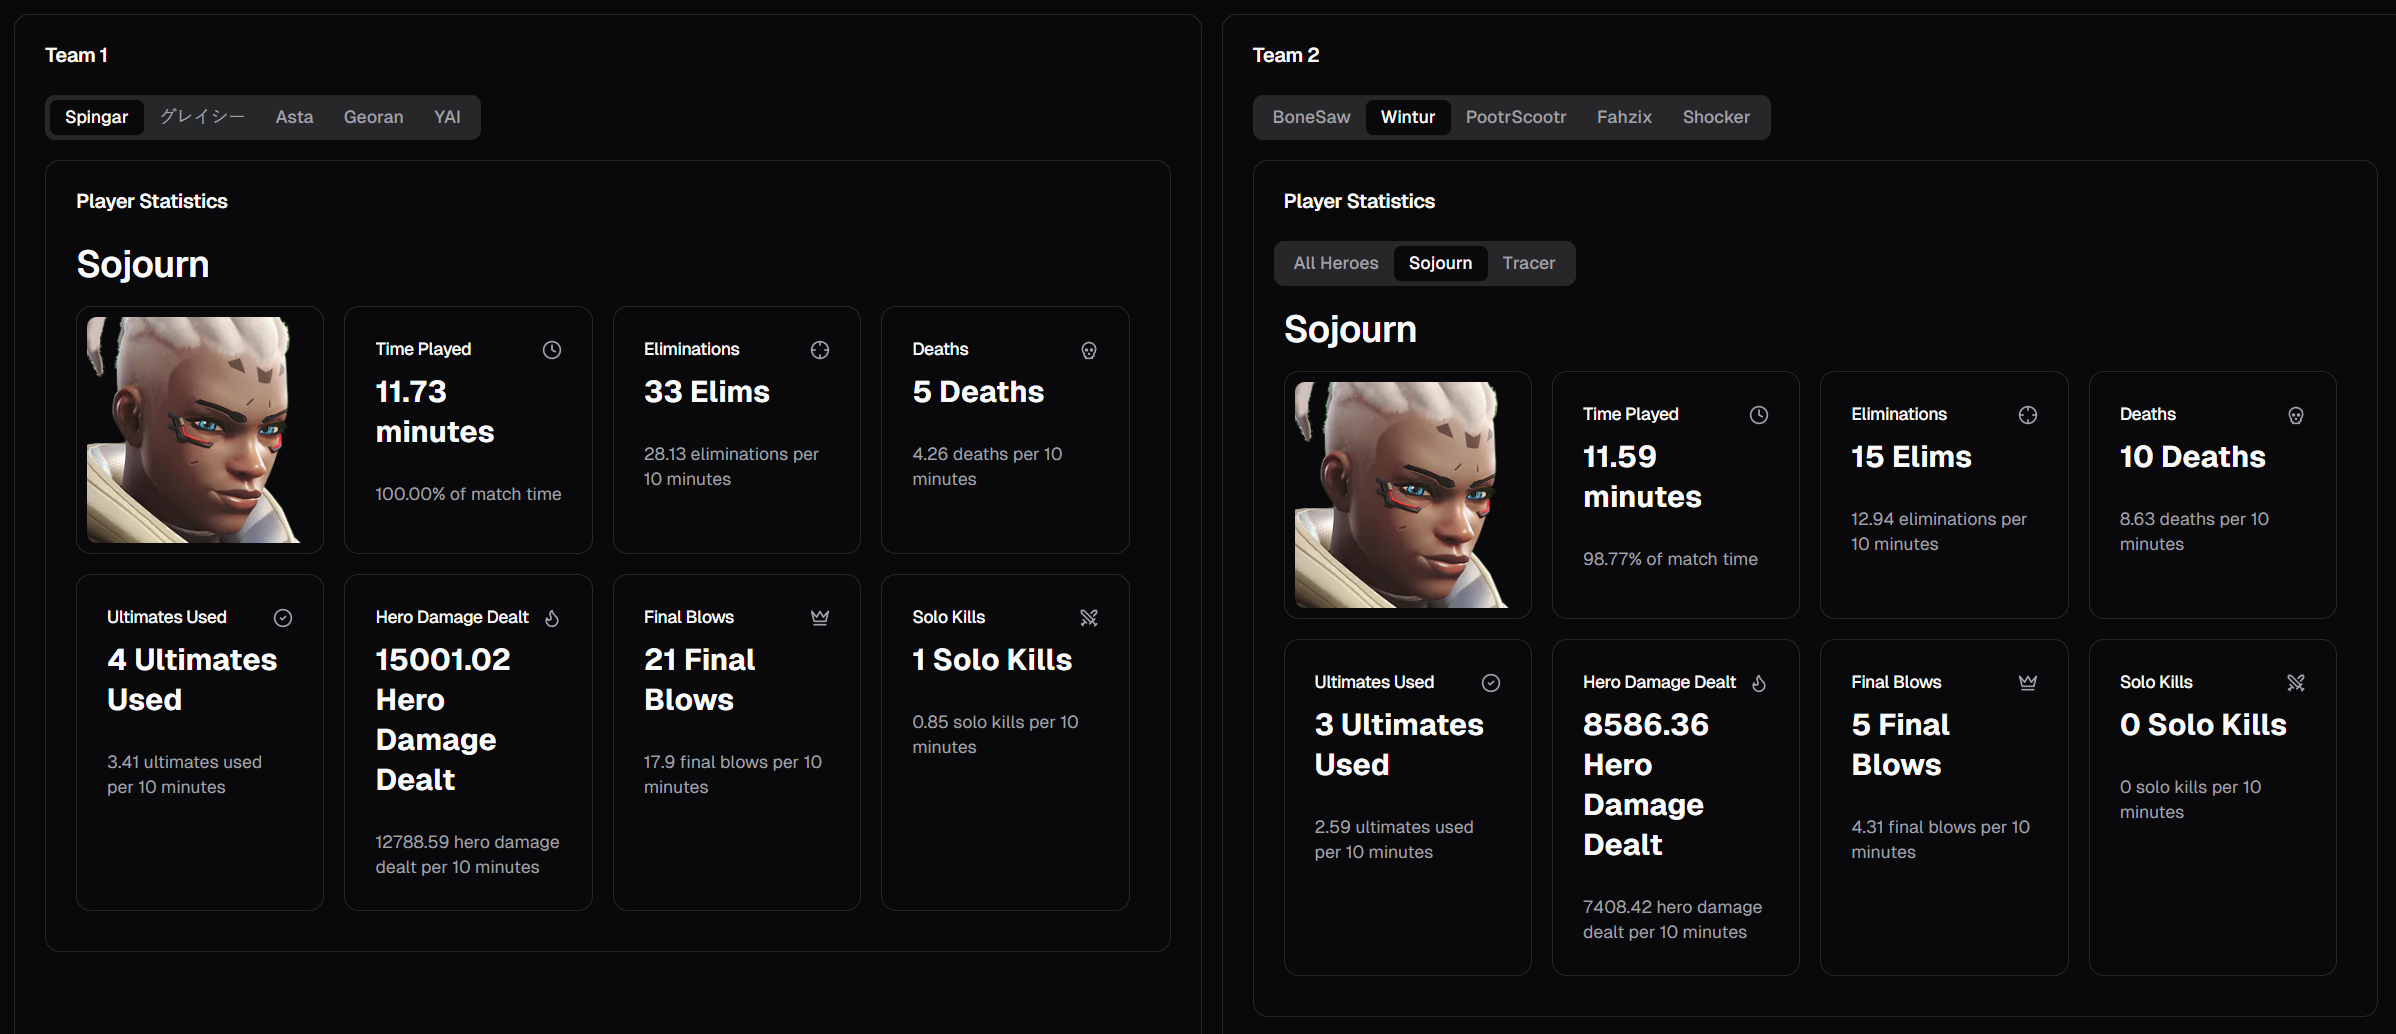 Team 1
Spingar グレイシー Asta Georan YAI
Player Statistics
Sojourn
Time Played
11.73
minutes
100.00% of match time
Eliminations
33 Elims
28.13 eliminations per
10 minutes
Deaths
5 Deaths
4.26 deaths per 10
minutes
Ultimates Used
4 Ultimates
Used
3.41 ultimates used
per 10 minutes
Hero Damage Dealt
15001.02
Hero
Damage
Dealt
12788.59 hero damage
dealt per 10 minutes
Final Blows
21 Final
Blows
17.9 final blows per 10
minutes
Solo Kills
1 Solo Kills
0.85 solo kills per 10
minutes
Team 2
BoneSaw Wintur PootrScootr Fahzix Shocker
Player Statistics
All Heroes Sojourn Tracer
Sojourn
Time Played
11.59
minutes
98.77% of match time
Eliminations
15 Elims
12.94 eliminations per
10 minutes
Deaths
10 Deaths
8.63 deaths per 10
minutes
Ultimates Used
3 Ultimates
Used
2.59 ultimates used
per 10 minutes
Hero Damage Dealt
8586.36
Hero
Damage
Dealt
7408.42 hero damage
dealt per 10 minutes
Final Blows
5 Final
Blows
4.31 final blows per 10
minutes
Solo Kills
0 Solo Kills
0 solo kills per 10
minutes